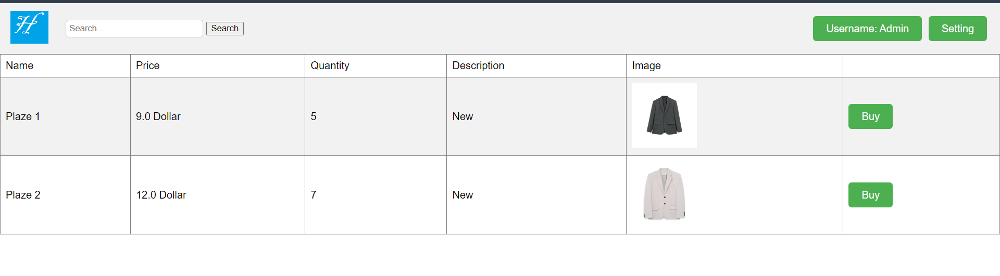 H
Search...
Search
Username: Admin
Setting
Name Price Quantity Description Image
Plaze 1 9.0 Dollar 5 New Buy
Plaze 2 12.0 Dollar 7 New Buy